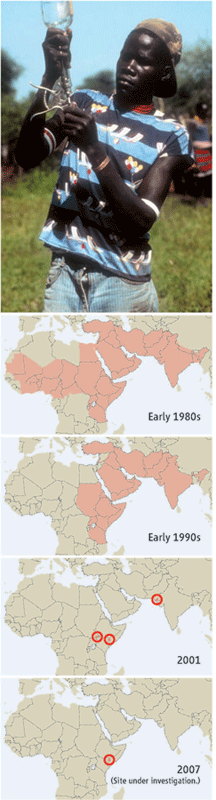 Early 1980s
Early 1990s
2001
2007
(Site under investigation.)